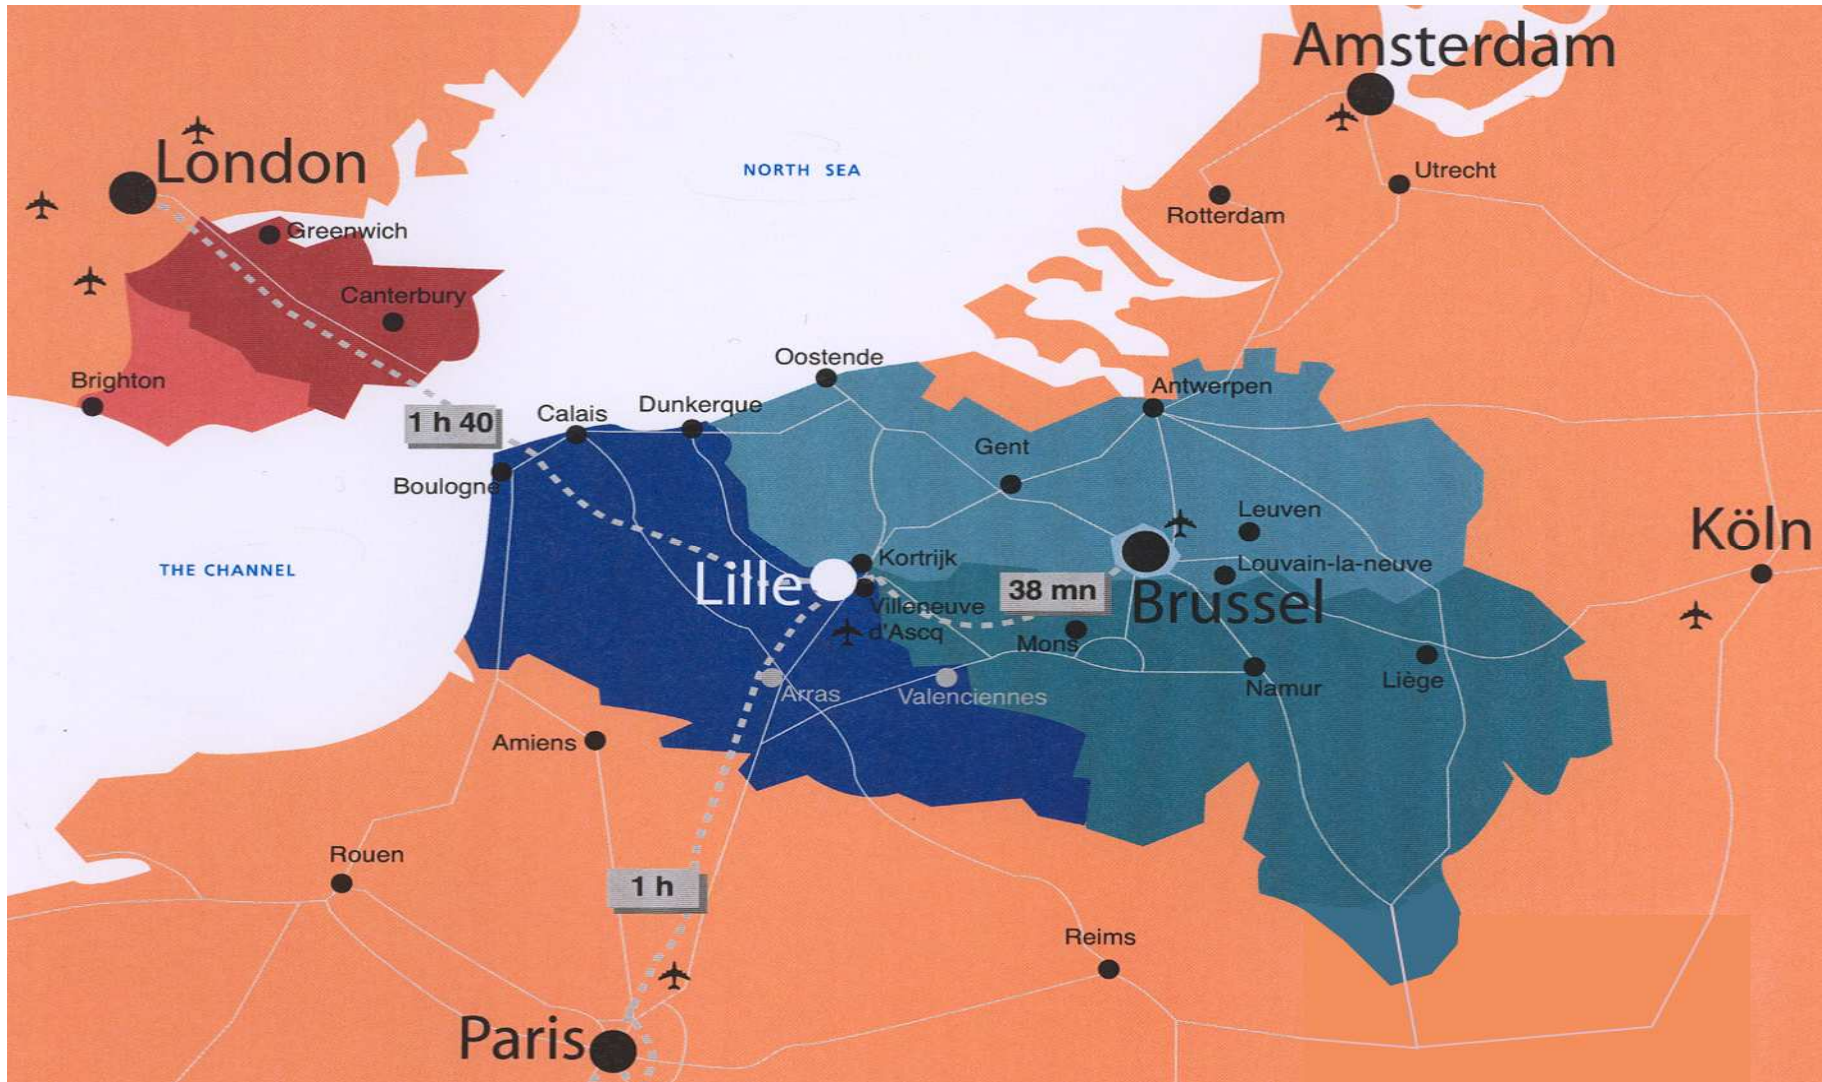 Amsterdam
London
NORTH SEA
Utrecht
Rotterdam
Greenwich
Canterbury
Brighton
Oostende
Antwerpen
1 h 40
Calais
Dunkerque
Gent
Boulogne
Leuven
Köln
THE CHANNEL
Kortrijk
Louvain-la-neuve
Lille
38 mn
Brussel
Villeneuve
d'Ascq
Mons
Arras
Valenciennes
Namur
Liège
Amiens
Rouen
1 h
Reims
Paris